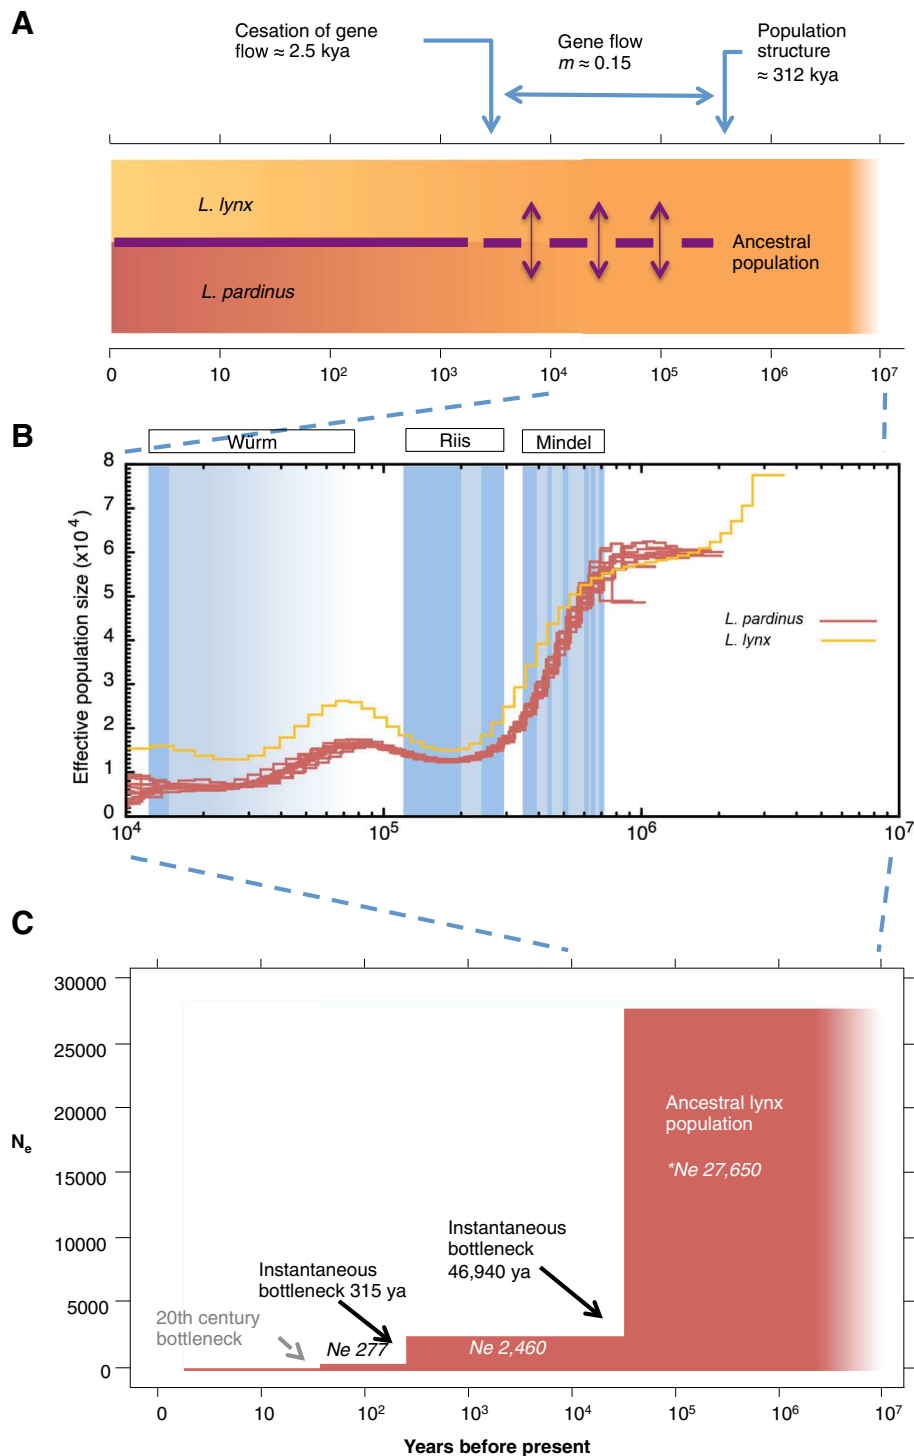 A
Cesation of gene
flow ≈ 2.5 kya
Gene flow
m ≈ 0.15
Population
structure
≈ 312 kya
L. lynx
L. pardinus
Ancestral
population
0 10 10² 10³ 10⁴ 10⁵ 10⁶ 10⁷
B
Würm Riis Mindel
Effective population size (x10⁴)
8
7
6
5
4
3
2
1
0
L. pardinus
L. lynx
10⁴ 10⁵ 10⁶ 10⁷
C
Nₑ
30000
25000
20000
15000
10000
5000
0
Ancestral lynx
population
*Ne 27,650
Instantaneous
bottleneck
46,940 ya
Instantaneous
bottleneck 315 ya
20th century
bottleneck
Ne 277
Ne 2,460
0 10 10² 10³ 10⁴ 10⁵ 10⁶ 10⁷
Years before present